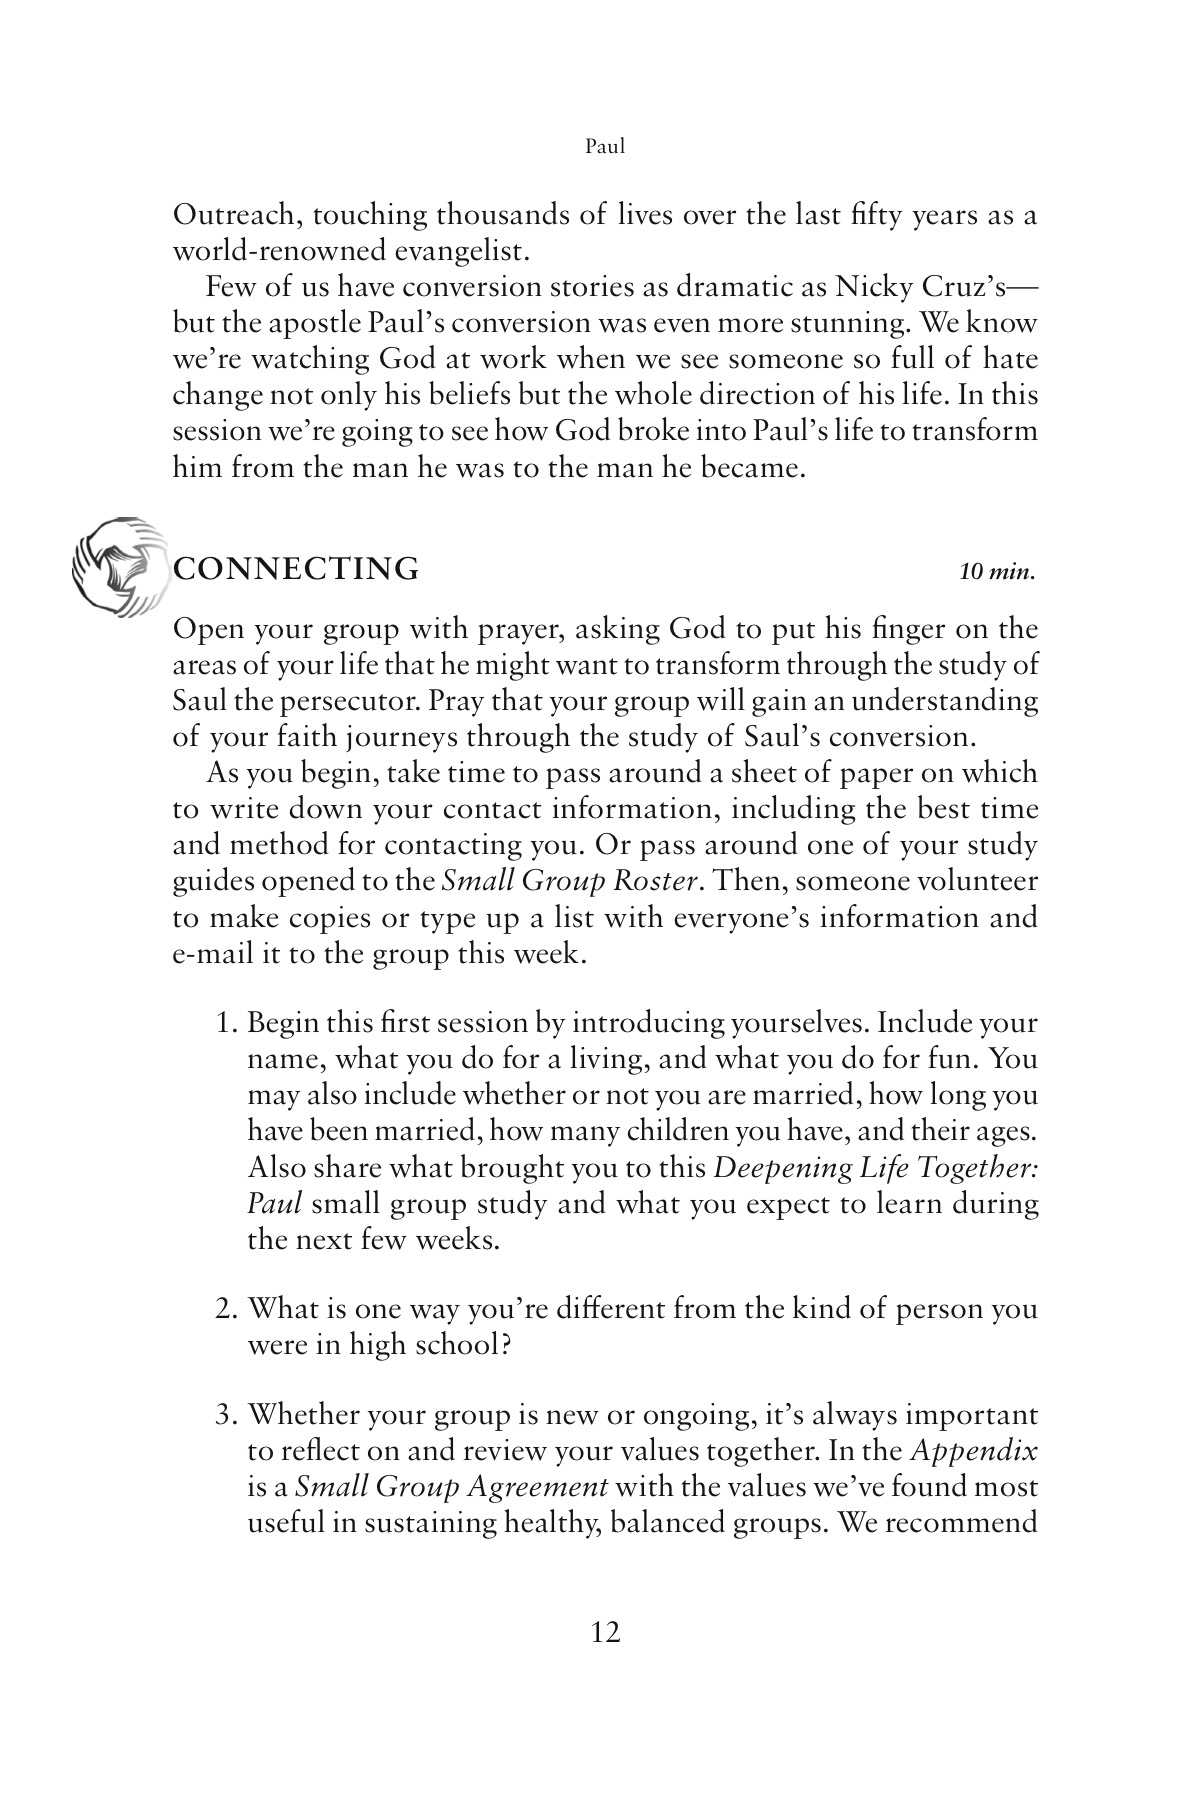 Paul
Outreach, touching thousands of lives over the last fifty years as a
world-renowned evangelist.
Few of us have conversion stories as dramatic as Nicky Cruz’s—
but the apostle Paul’s conversion was even more stunning. We know
we’re watching God at work when we see someone so full of hate
change not only his beliefs but the whole direction of his life. In this
session we’re going to see how God broke into Paul’s life to transform
him from the man he was to the man he became.
CONNECTING 10 min.
Open your group with prayer, asking God to put his finger on the
areas of your life that he might want to transform through the study of
Saul the persecutor. Pray that your group will gain an understanding
of your faith journeys through the study of Saul’s conversion.
As you begin, take time to pass around a sheet of paper on which
to write down your contact information, including the best time
and method for contacting you. Or pass around one of your study
guides opened to the Small Group Roster. Then, someone volunteer
to make copies or type up a list with everyone’s information and
e-mail it to the group this week.
1. Begin this first session by introducing yourselves. Include your
name, what you do for a living, and what you do for fun. You
may also include whether or not you are married, how long you
have been married, how many children you have, and their ages.
Also share what brought you to this Deepening Life Together:
Paul small group study and what you expect to learn during
the next few weeks.
2. What is one way you’re different from the kind of person you
were in high school?
3. Whether your group is new or ongoing, it’s always important
to reflect on and review your values together. In the Appendix
is a Small Group Agreement with the values we’ve found most
useful in sustaining healthy, balanced groups. We recommend
12